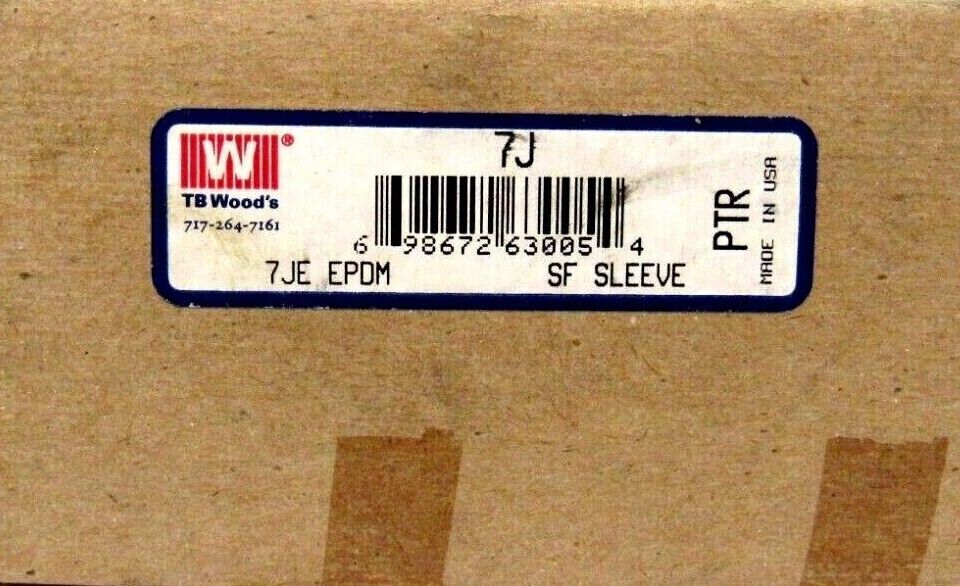 7J
W®
TB Wood's
717-264-7161
6 98672 63005 4
7JE EPDM SF SLEEVE
PTR
MADE IN USA